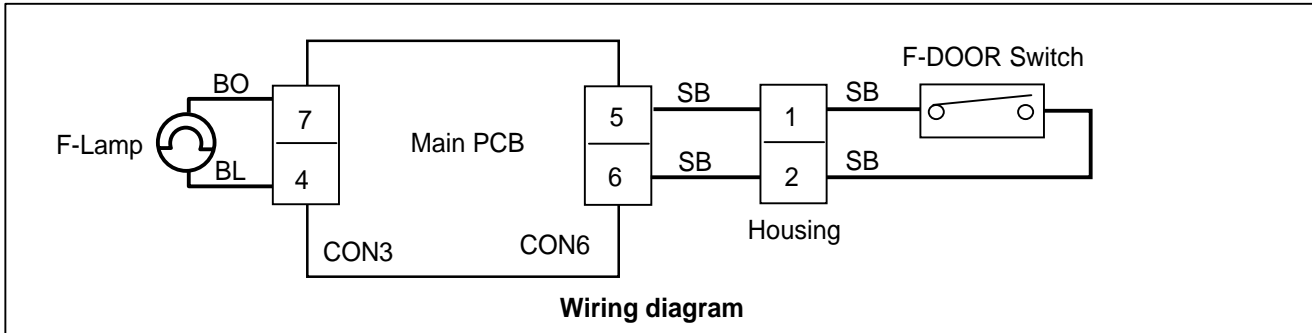 F-DOOR Switch
BO
SB
SB
7
5
1
F-Lamp
Main PCB
BL
SB
SB
4
6
2
Housing
CON3
CON6
Wiring diagram